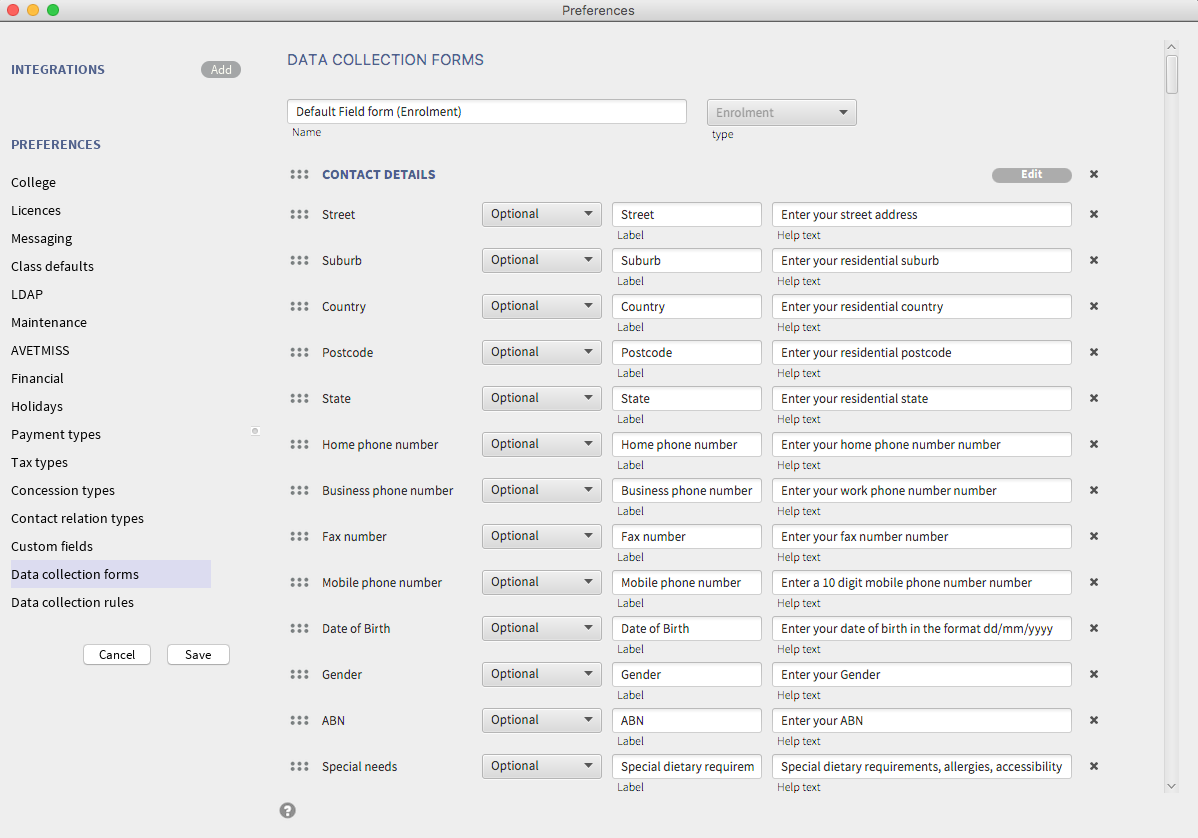 Preferences
INTEGRATIONS
Add
PREFERENCES
College
Licences
Messaging
Class defaults
LDAP
Maintenance
AVETMISS
Financial
Holidays
Payment types
Tax types
Concession types
Contact relation types
Custom fields
Data collection forms
Data collection rules
Cancel Save
DATA COLLECTION FORMS
Default Field form (Enrolment) Enrolment
Name type
CONTACT DETAILS Edit
Street Optional Street Enter your street address
Label Help text
Suburb Optional Suburb Enter your residential suburb
Label Help text
Country Optional Country Enter your residential country
Label Help text
Postcode Optional Postcode Enter your residential postcode
Label Help text
State Optional State Enter your residential state
Label Help text
Home phone number Optional Home phone number Enter your home phone number number
Label Help text
Business phone number Optional Business phone number Enter your work phone number number
Label Help text
Fax number Optional Fax number Enter your fax number number
Label Help text
Mobile phone number Optional Mobile phone number Enter a 10 digit mobile phone number number
Label Help text
Date of Birth Optional Date of Birth Enter your date of birth in the format dd/mm/yyyy
Label Help text
Gender Optional Gender Enter your Gender
Label Help text
ABN Optional ABN Enter your ABN
Label Help text
Special needs Optional Special dietary requirem Special dietary requirements, allergies, accessibility
Label Help text
?